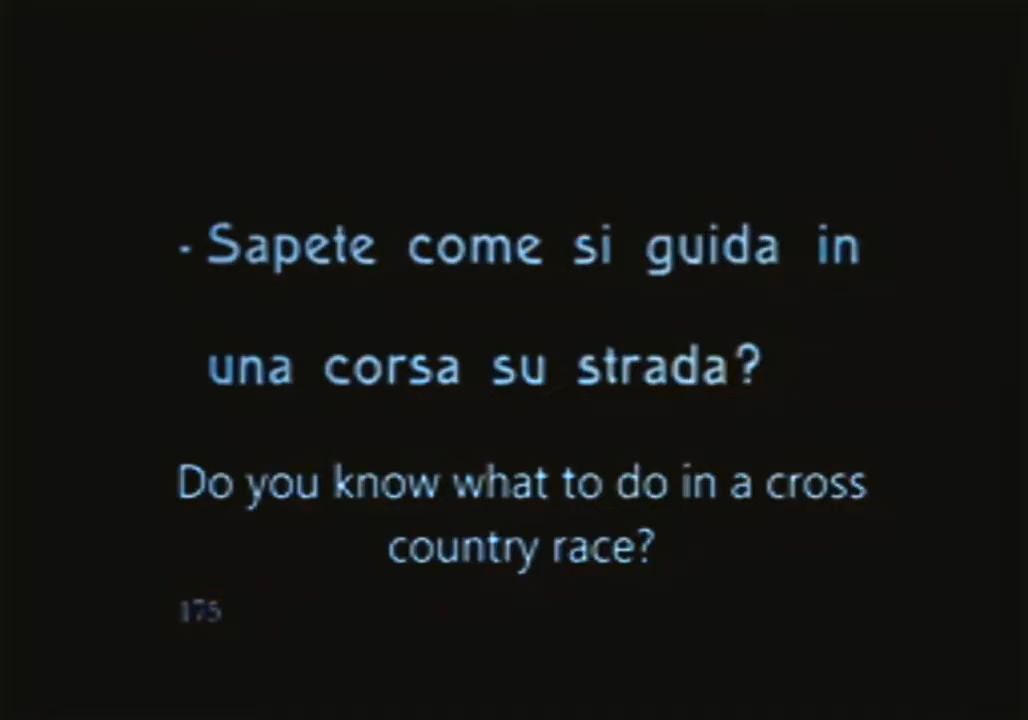 - Sapete come si guida in
una corsa su strada?
Do you know what to do in a cross
country race?
175